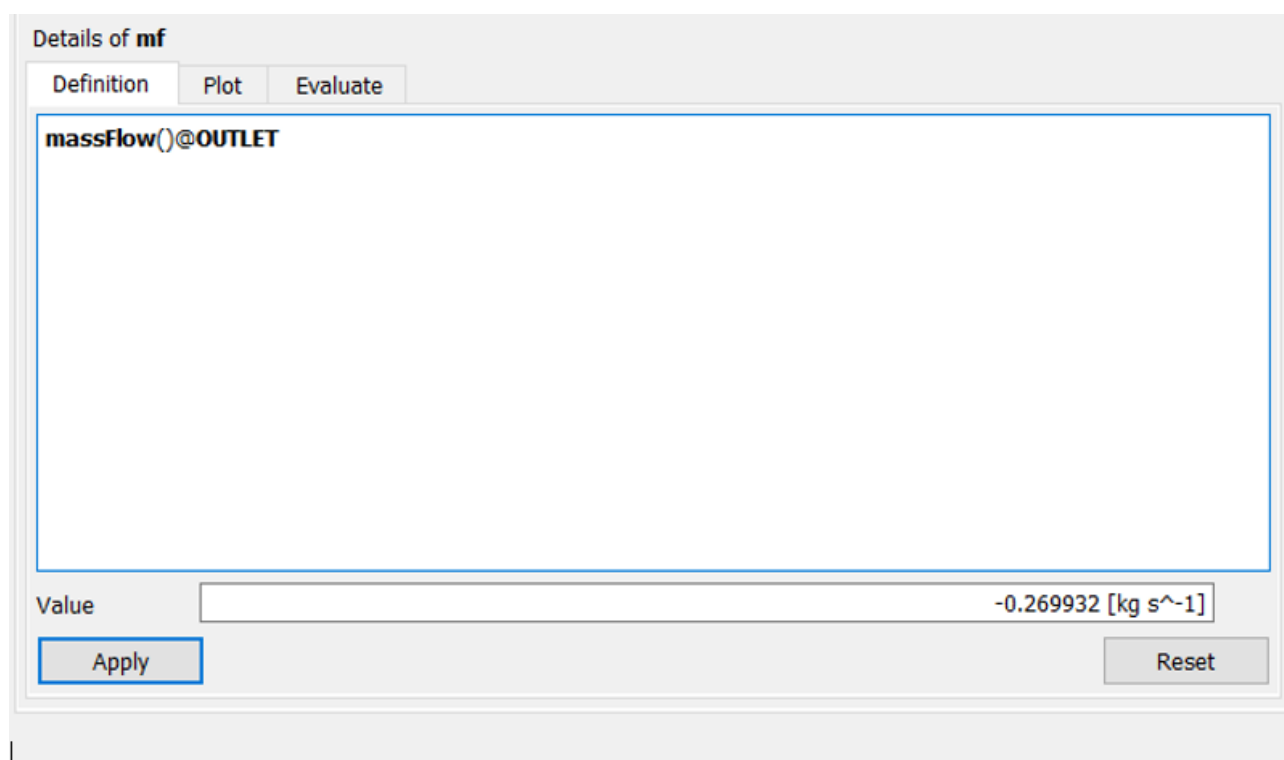 Details of mf
Definition Plot Evaluate
massFlow()@OUTLET
Value -0.269932 [kg s^-1]
Apply Reset